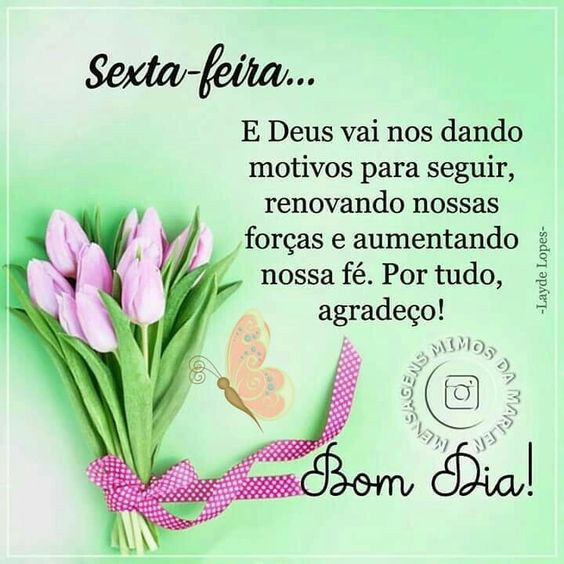 Sexta-feira...
E Deus vai nos dando
motivos para seguir,
renovando nossas
forças e aumentando
nossa fé. Por tudo,
agradeço!
-Layde Lopes-
MENSAGENS MIMOS DA MARLEN
Bom Dia!